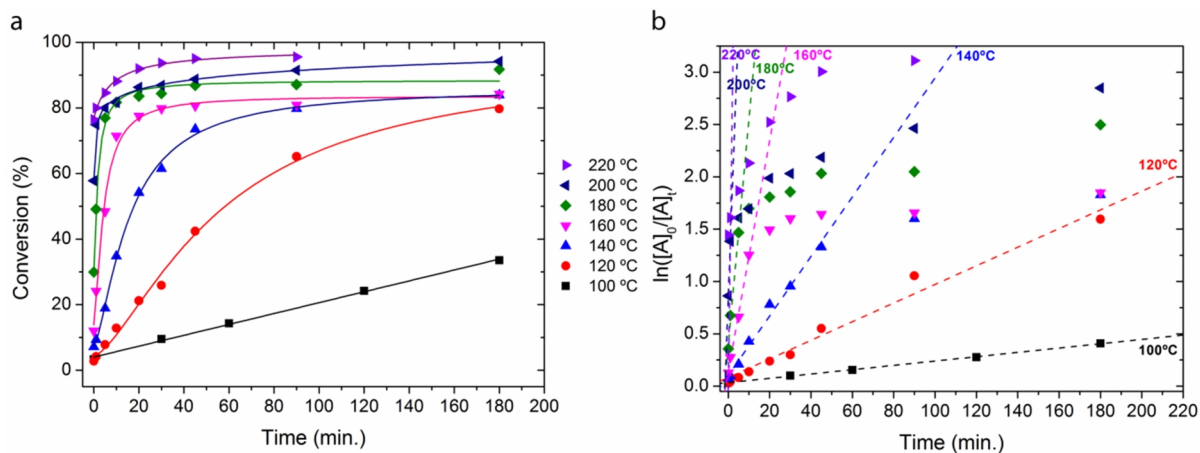 a
Conversion (%)
100
80
60
40
20
0
0 20 40 60 80 100 120 140 160 180 200
Time (min.)
220 ºC
200 ºC
180 ºC
160 ºC
140 ºC
120 ºC
100 ºC
b
ln([A]0/[A]t)
3.0
2.5
2.0
1.5
1.0
0.5
0.0
220ºC
200ºC
180ºC
160ºC
140ºC
120ºC
100ºC
0 20 40 60 80 100 120 140 160 180 200 220
Time (min.)